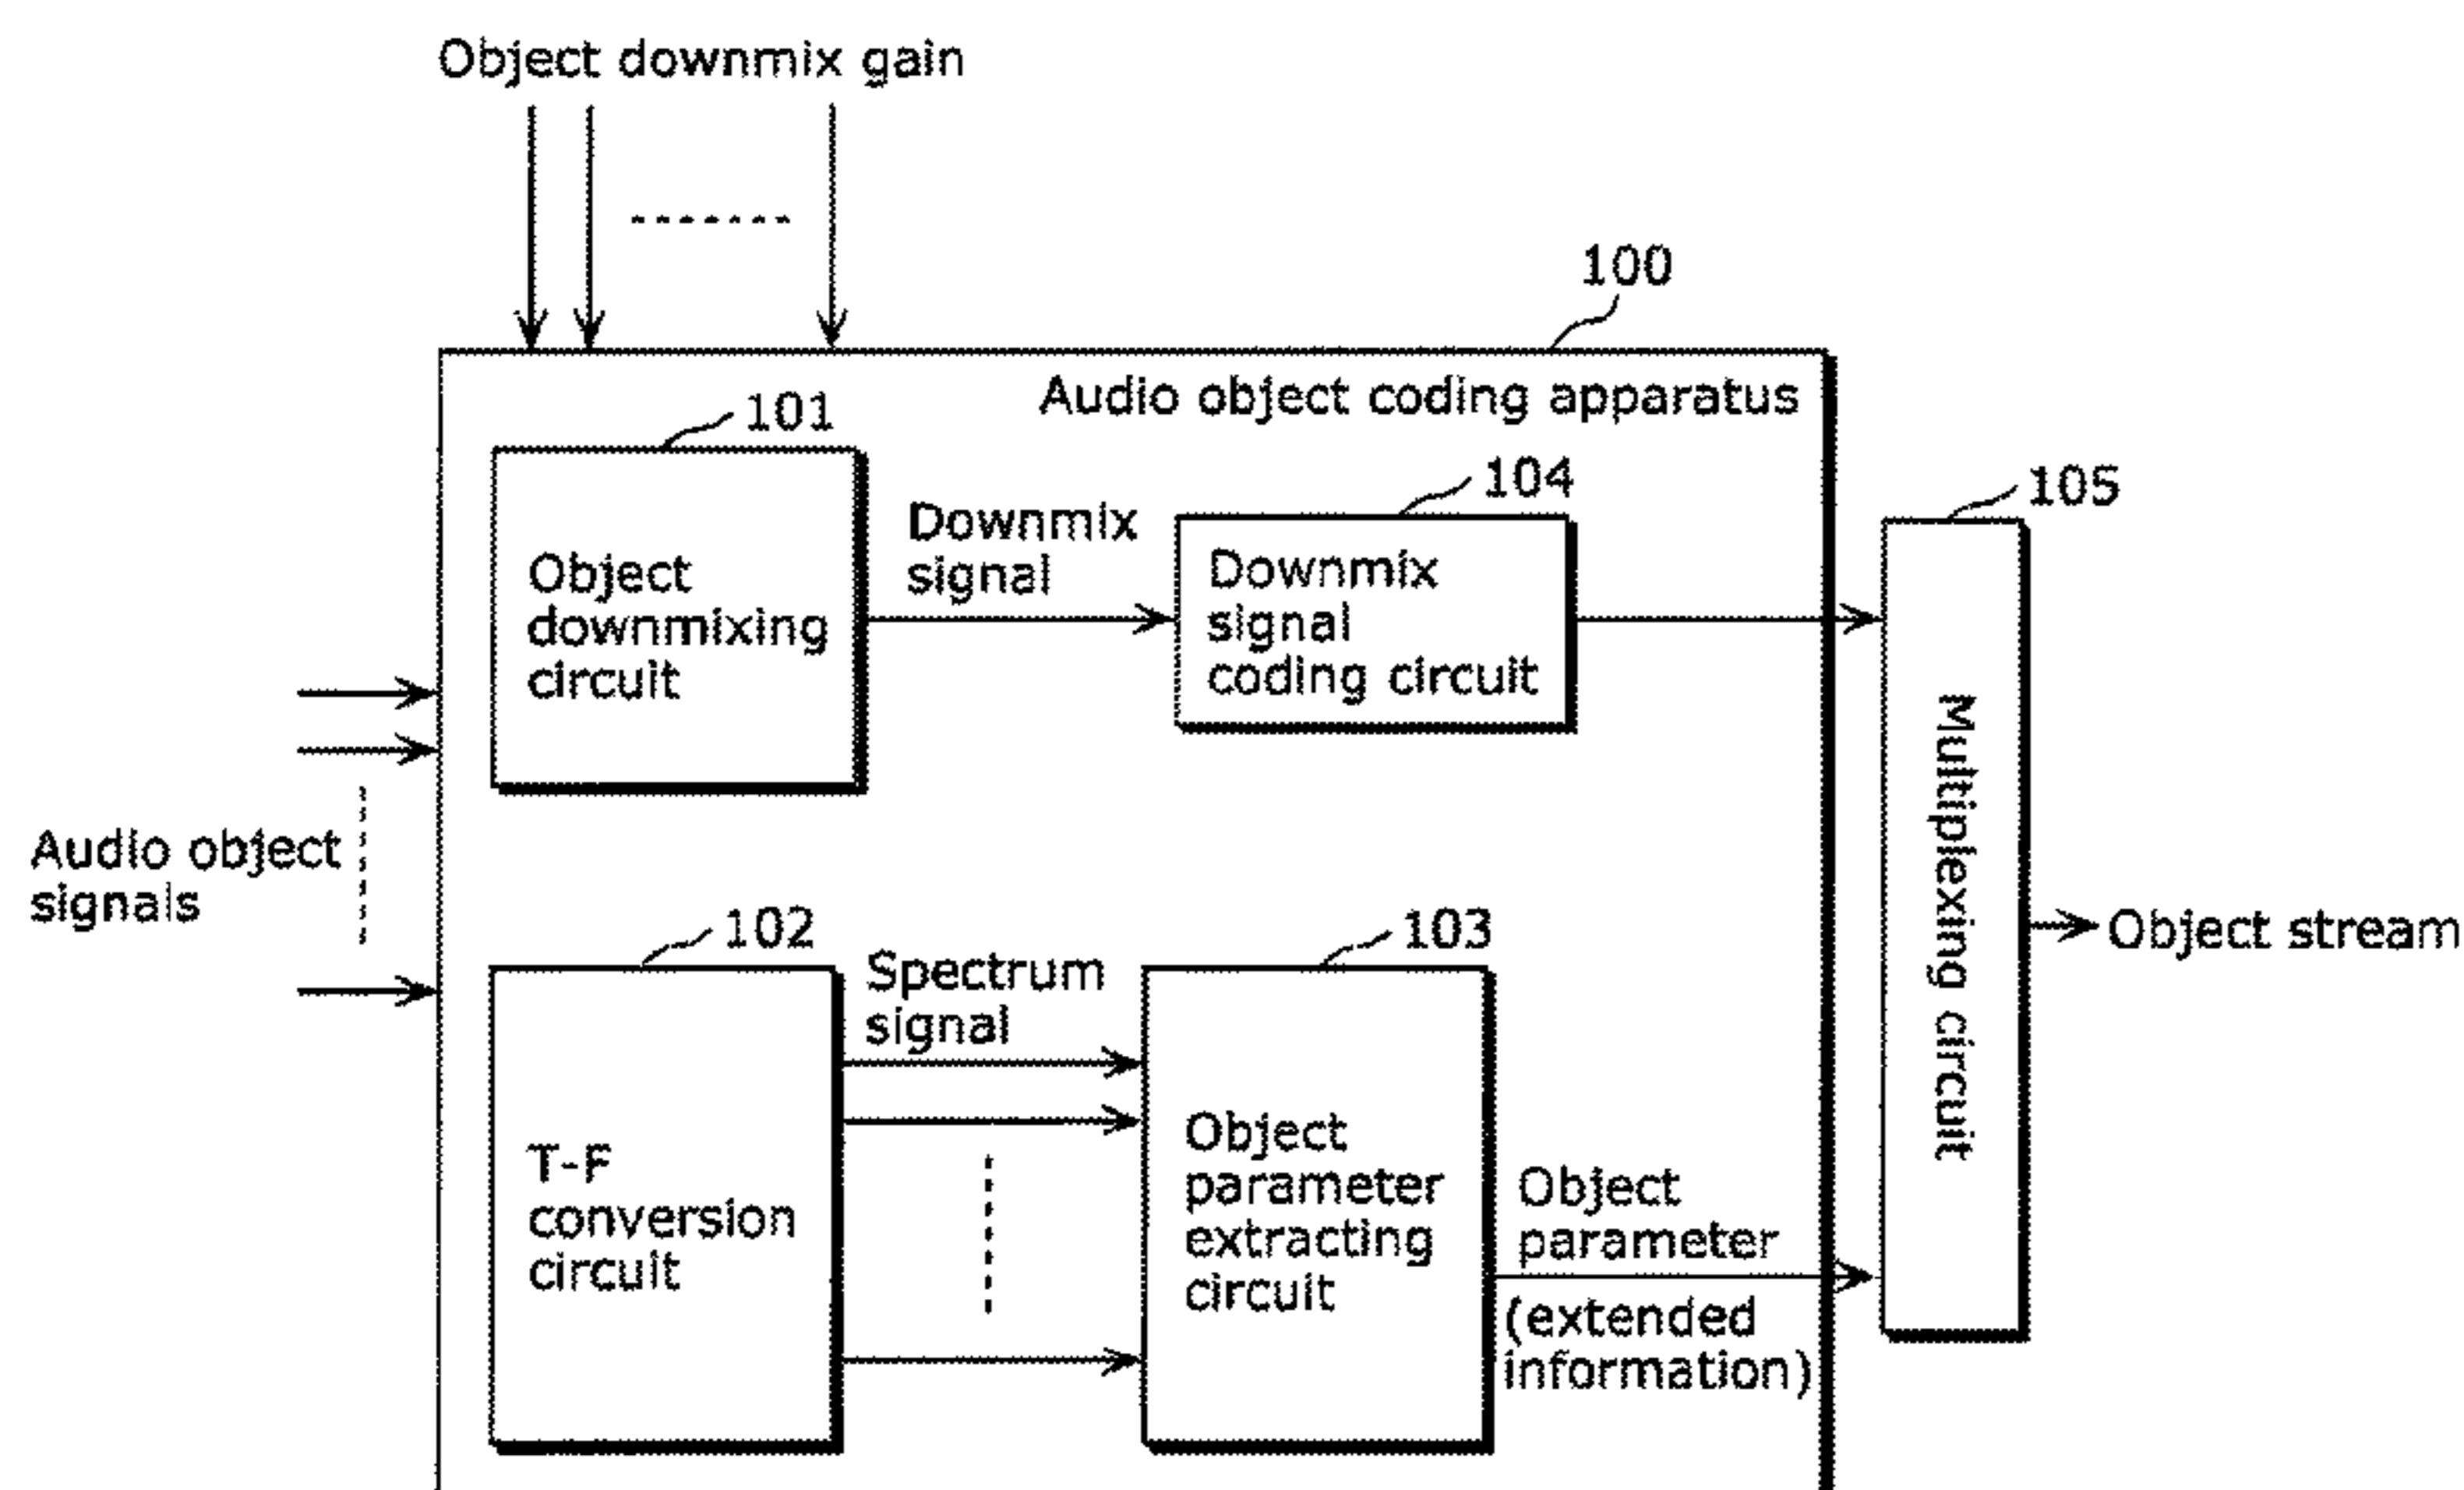 Object downmix gain
100
Audio object coding apparatus
101
Object
downmixing
circuit
Downmix
signal
104
Downmix
signal
coding circuit
105
Multiplexing circuit
Audio object
signals
Object stream
102
T-F
conversion
circuit
Spectrum
signal
103
Object
parameter
extracting
circuit
Object
parameter
(extended
information)